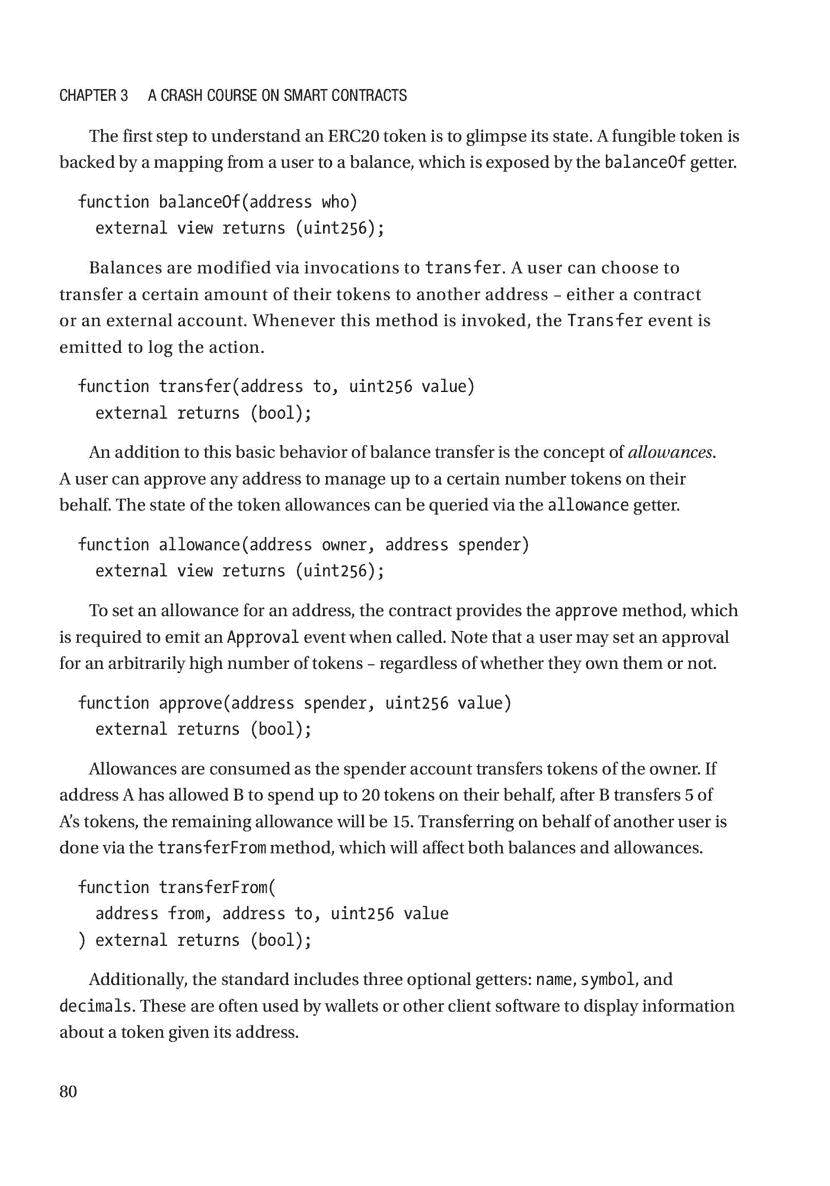 CHAPTER 3 A CRASH COURSE ON SMART CONTRACTS
The first step to understand an ERC20 token is to glimpse its state. A fungible token is
backed by a mapping from a user to a balance, which is exposed by the balanceOf getter.
function balanceOf(address who)
external view returns (uint256);
Balances are modified via invocations to transfer. A user can choose to
transfer a certain amount of their tokens to another address – either a contract
or an external account. Whenever this method is invoked, the Transfer event is
emitted to log the action.
function transfer(address to, uint256 value)
external returns (bool);
An addition to this basic behavior of balance transfer is the concept of allowances.
A user can approve any address to manage up to a certain number tokens on their
behalf. The state of the token allowances can be queried via the allowance getter.
function allowance(address owner, address spender)
external view returns (uint256);
To set an allowance for an address, the contract provides the approve method, which
is required to emit an Approval event when called. Note that a user may set an approval
for an arbitrarily high number of tokens – regardless of whether they own them or not.
function approve(address spender, uint256 value)
external returns (bool);
Allowances are consumed as the spender account transfers tokens of the owner. If
address A has allowed B to spend up to 20 tokens on their behalf, after B transfers 5 of
A’s tokens, the remaining allowance will be 15. Transferring on behalf of another user is
done via the transferFrom method, which will affect both balances and allowances.
function transferFrom(
address from, address to, uint256 value
) external returns (bool);
Additionally, the standard includes three optional getters: name, symbol, and
decimals. These are often used by wallets or other client software to display information
about a token given its address.
80